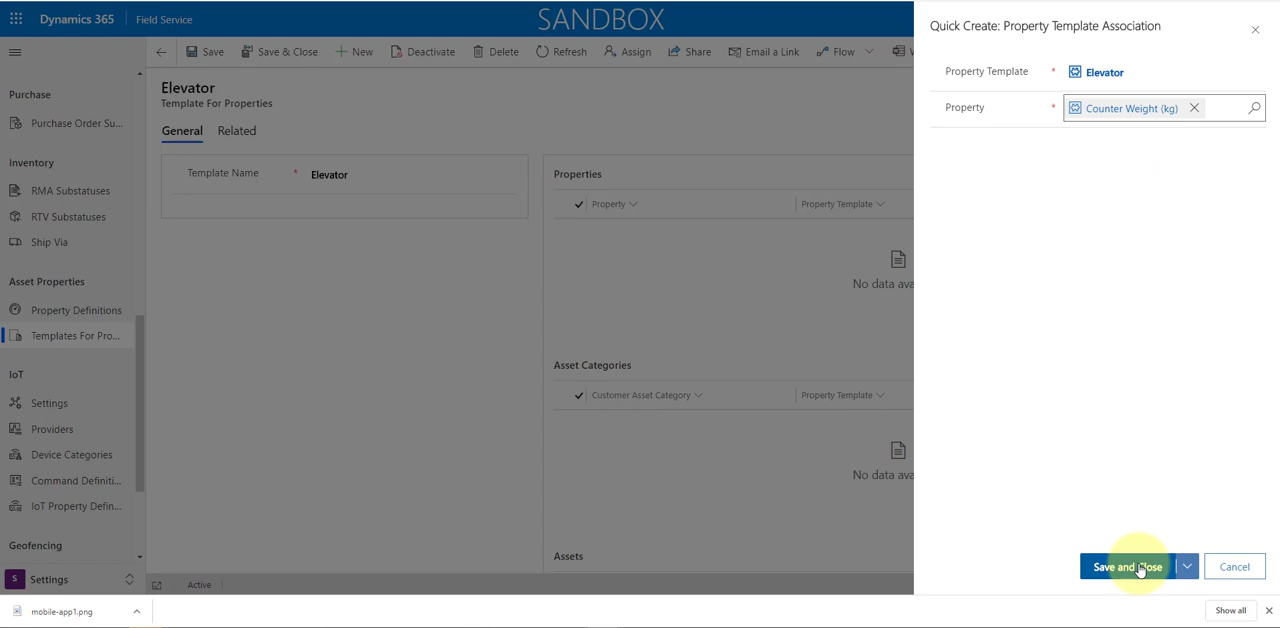 Dynamics 365 Field Service SANDBOX
Save Save & Close New Deactivate Delete Refresh Assign Share Email a Link Flow
Purchase
Purchase Order Su...
Inventory
RMA Substatuses
RTV Substatuses
Ship Via
Asset Properties
Property Definitions
Templates For Pro...
IoT
Settings
Providers
Device Categories
Command Definiti...
IoT Property Defin...
Geofencing
S Settings
Elevator
Template For Properties
General Related
Template Name * Elevator
Properties
Property Property Template
No data ava
Asset Categories
Customer Asset Category Property Template
No data ava
Assets
Active
Quick Create: Property Template Association
Property Template * Elevator
Property * Counter Weight (kg)
Save and Close Cancel
mobile-app1.png
Show all